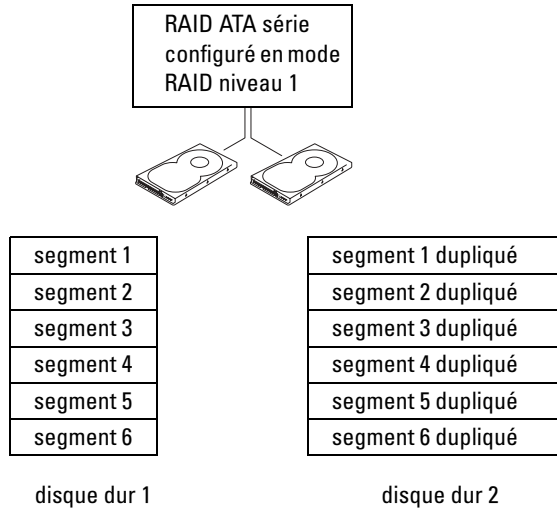 RAID ATA série
configuré en mode
RAID niveau 1
segment 1
segment 2
segment 3
segment 4
segment 5
segment 6
disque dur 1
segment 1 dupliqué
segment 2 dupliqué
segment 3 dupliqué
segment 4 dupliqué
segment 5 dupliqué
segment 6 dupliqué
disque dur 2